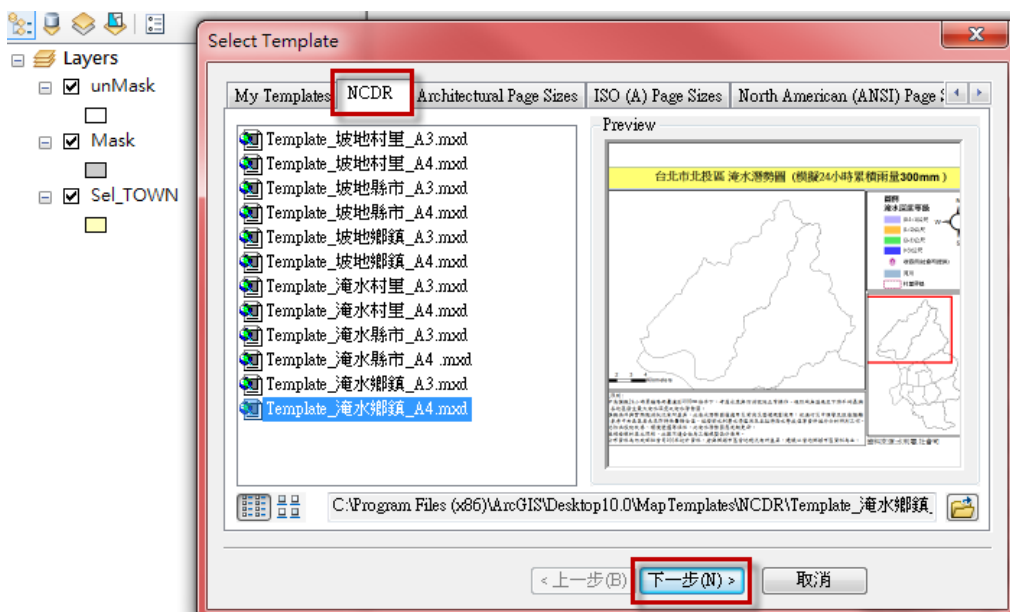 Select Template
Layers
unMask
Mask
Sel_TOWN
My Templates
NCDR
Architectural Page Sizes
ISO (A) Page Sizes
North American (ANSI) Page
Template_坡地村里_A3.mxd
Template_坡地村里_A4.mxd
Template_坡地縣市_A3.mxd
Template_坡地縣市_A4.mxd
Template_坡地鄉鎮_A3.mxd
Template_坡地鄉鎮_A4.mxd
Template_淹水村里_A3.mxd
Template_淹水村里_A4.mxd
Template_淹水縣市_A3.mxd
Template_淹水縣市_A4 .mxd
Template_淹水鄉鎮_A3.mxd
Template_淹水鄉鎮_A4.mxd
Preview
台北市北投區 淹水潛勢圖 (模擬24小時累積雨量300mm )
圖例
淹水深度等級
C:\Program Files (x86)\ArcGIS\Desktop10.0\MapTemplates\NCDR\Template_淹水鄉鎮_
<上一步(B)
下一步(N) >
取消